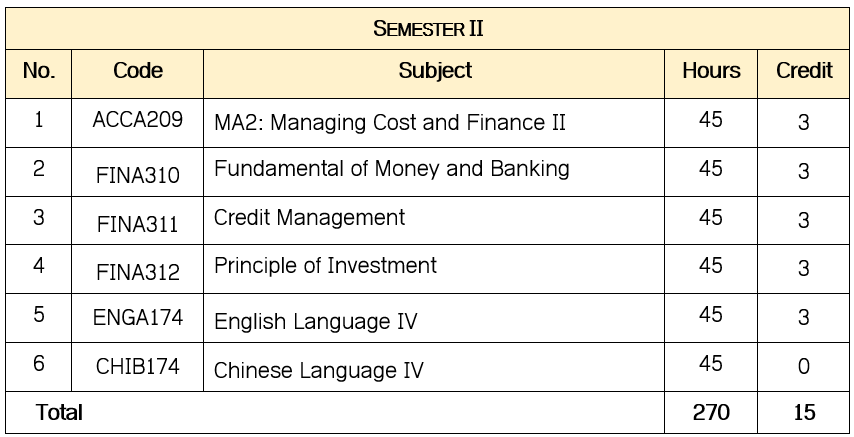 SEMESTER II
No. Code Subject Hours Credit
1 ACCA209 MA2: Managing Cost and Finance II 45 3
2 FINA310 Fundamental of Money and Banking 45 3
3 FINA311 Credit Management 45 3
4 FINA312 Principle of Investment 45 3
5 ENGA174 English Language IV 45 3
6 CHIB174 Chinese Language IV 45 0
Total 270 15